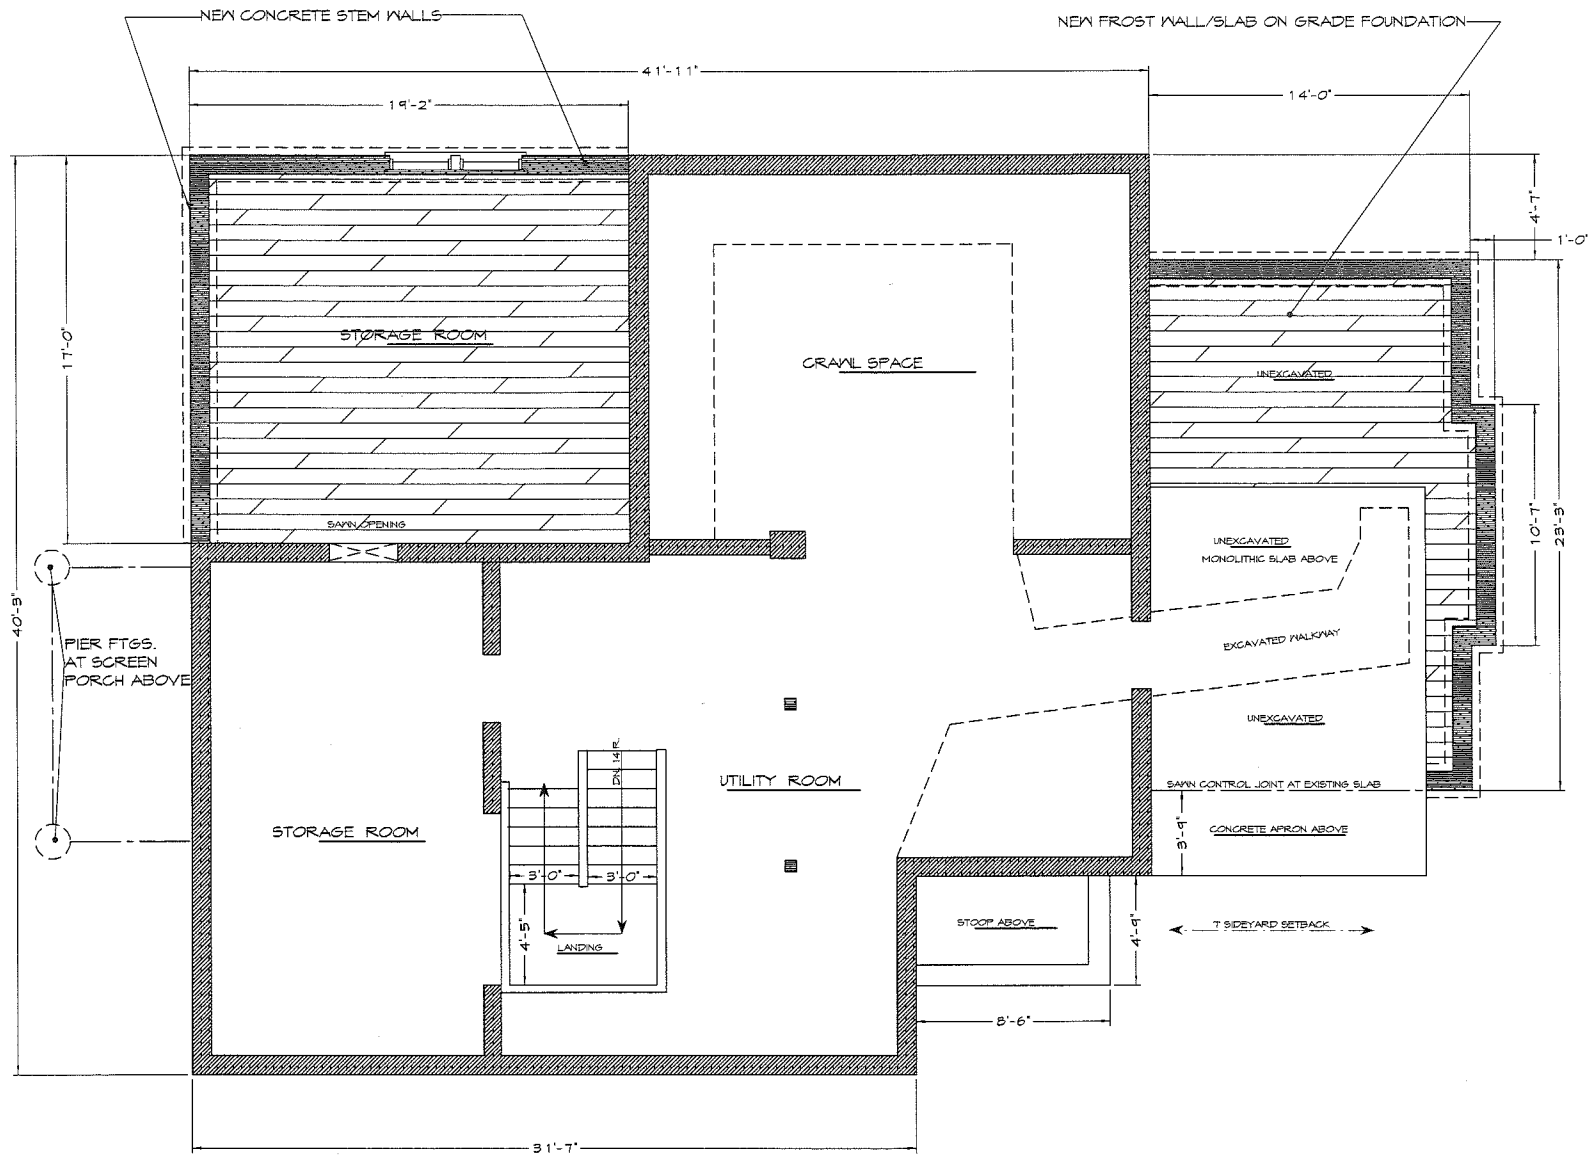 NEW CONCRETE STEM WALLS
NEW FROST WALL/SLAB ON GRADE FOUNDATION
41'-11"
19'-2"
14'-0"
4'-7"
1'-0"
17'-0"
STORAGE ROOM
CRAWL SPACE
UNEXCAVATED
SAWN OPENING
10'-7"
23'-3"
UNEXCAVATED
MONOLITHIC SLAB ABOVE
40'-3"
PIER FTGS.
AT SCREEN
PORCH ABOVE
EXCAVATED WALKWAY
UNEXCAVATED
DN. 14 R.
UTILITY ROOM
SAWN CONTROL JOINT AT EXISTING SLAB
STORAGE ROOM
CONCRETE APRON ABOVE
3'-9"
3'-0"
3'-0"
4'-5"
LANDING
STOOP ABOVE
4'-9"
7' SIDEYARD SETBACK
8'-6"
31'-7"